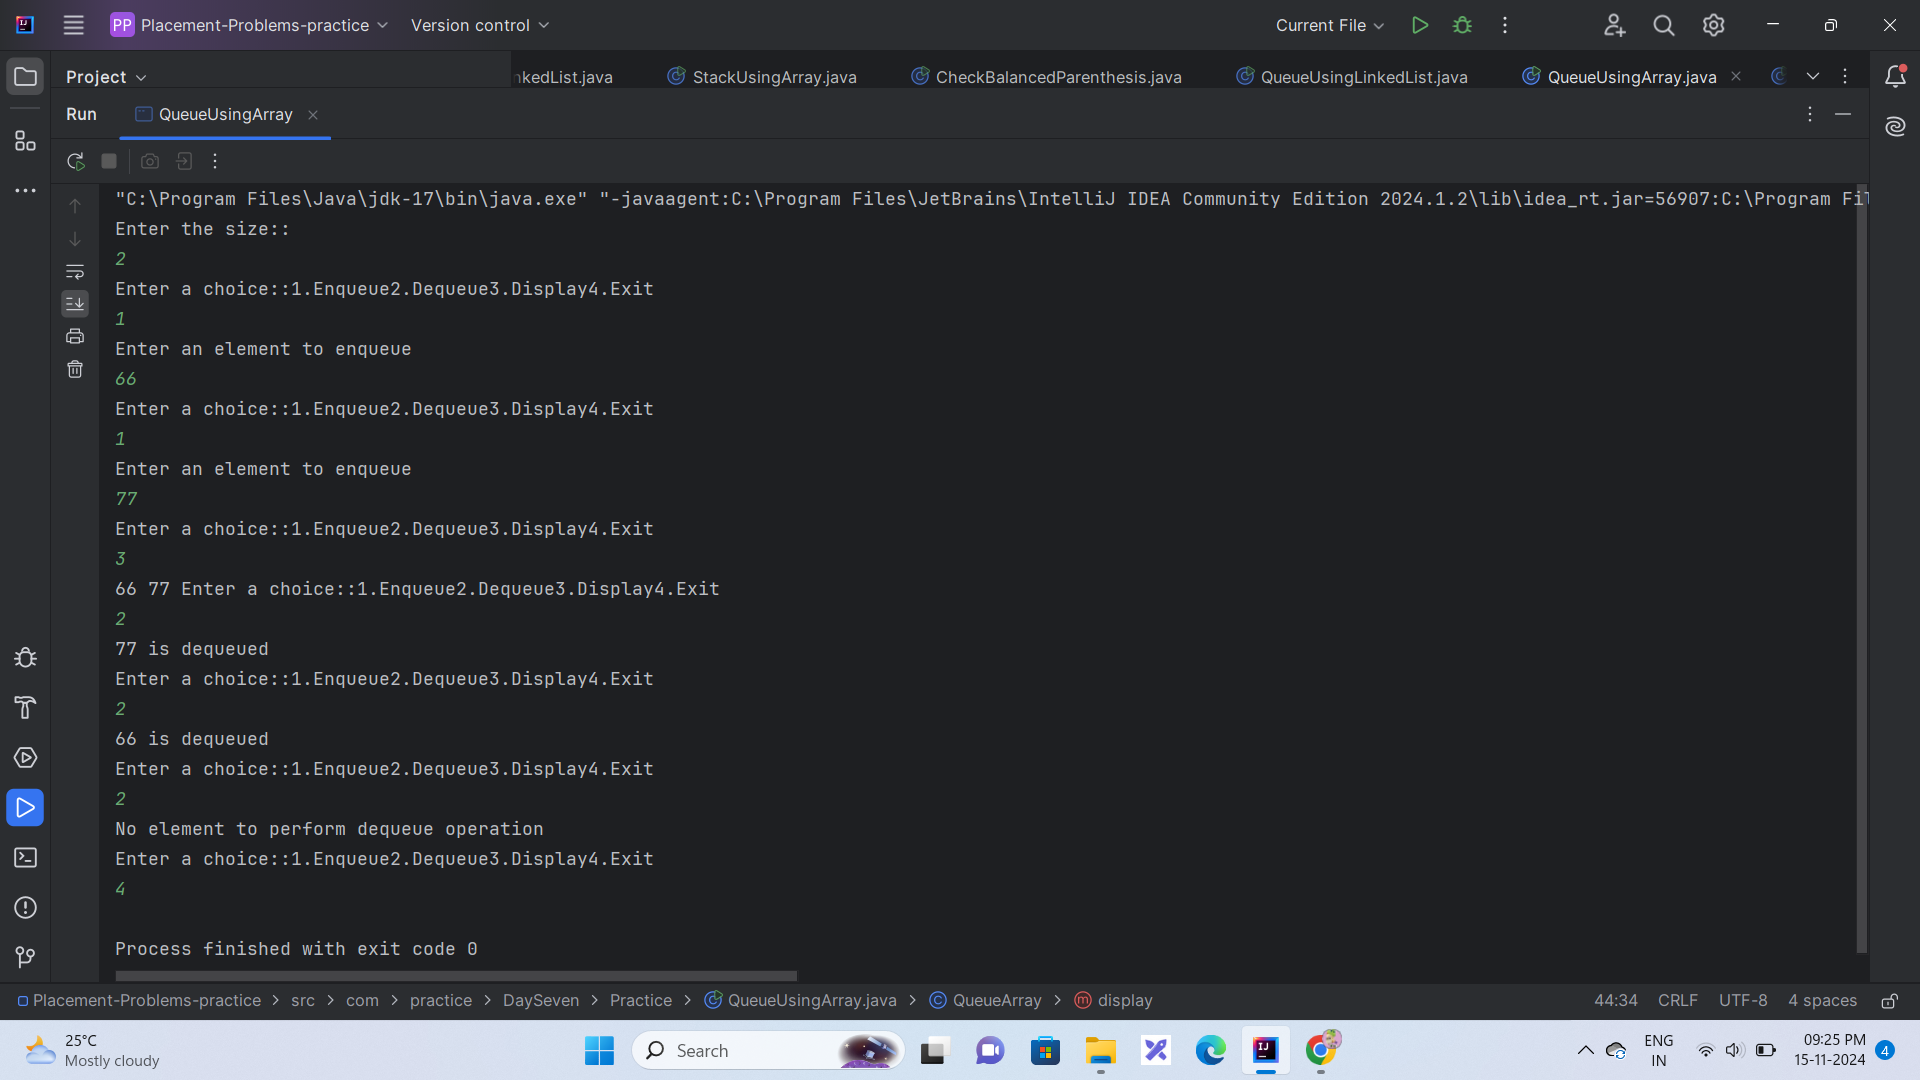 PP Placement-Problems-practice Version control Current File
Project nkedList.java StackUsingArray.java CheckBalancedParenthesis.java QueueUsingLinkedList.java QueueUsingArray.java
Run QueueUsingArray
"C:\Program Files\Java\jdk-17\bin\java.exe" "-javaagent:C:\Program Files\JetBrains\IntelliJ IDEA Community Edition 2024.1.2\lib\idea_rt.jar=56907:C:\Program Fil
Enter the size::
2
Enter a choice::1.Enqueue2.Dequeue3.Display4.Exit
1
Enter an element to enqueue
66
Enter a choice::1.Enqueue2.Dequeue3.Display4.Exit
1
Enter an element to enqueue
77
Enter a choice::1.Enqueue2.Dequeue3.Display4.Exit
3
66 77 Enter a choice::1.Enqueue2.Dequeue3.Display4.Exit
2
77 is dequeued
Enter a choice::1.Enqueue2.Dequeue3.Display4.Exit
2
66 is dequeued
Enter a choice::1.Enqueue2.Dequeue3.Display4.Exit
2
No element to perform dequeue operation
Enter a choice::1.Enqueue2.Dequeue3.Display4.Exit
4
Process finished with exit code 0
Placement-Problems-practice > src > com > practice > DaySeven > Practice > QueueUsingArray.java > QueueArray > display 44:34 CRLF UTF-8 4 spaces
25°C
Mostly cloudy
Search
ENG
IN
09:25 PM
15-11-2024
4